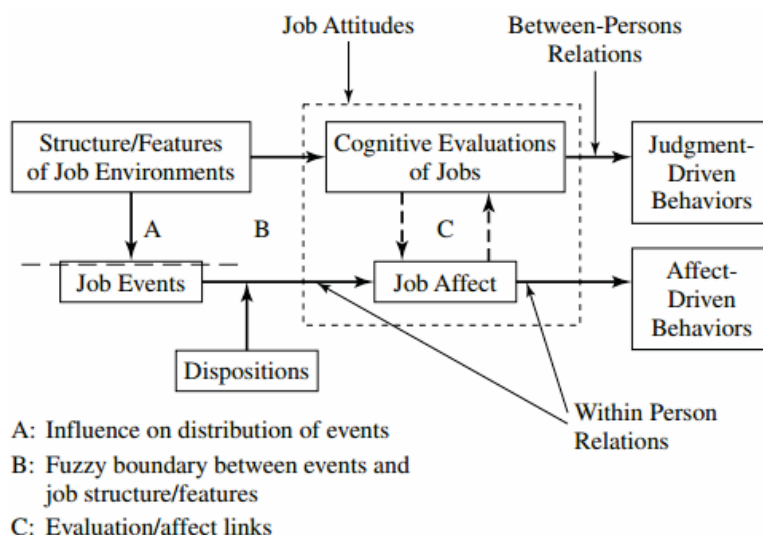 Job Attitudes
Between-Persons
Relations
Structure/Features
of Job Environments
Cognitive Evaluations
of Jobs
Judgment-
Driven
Behaviors
A
B
C
Job Events
Job Affect
Affect-
Driven
Behaviors
Dispositions
Within Person
Relations
A: Influence on distribution of events
B: Fuzzy boundary between events and
job structure/features
C: Evaluation/affect links